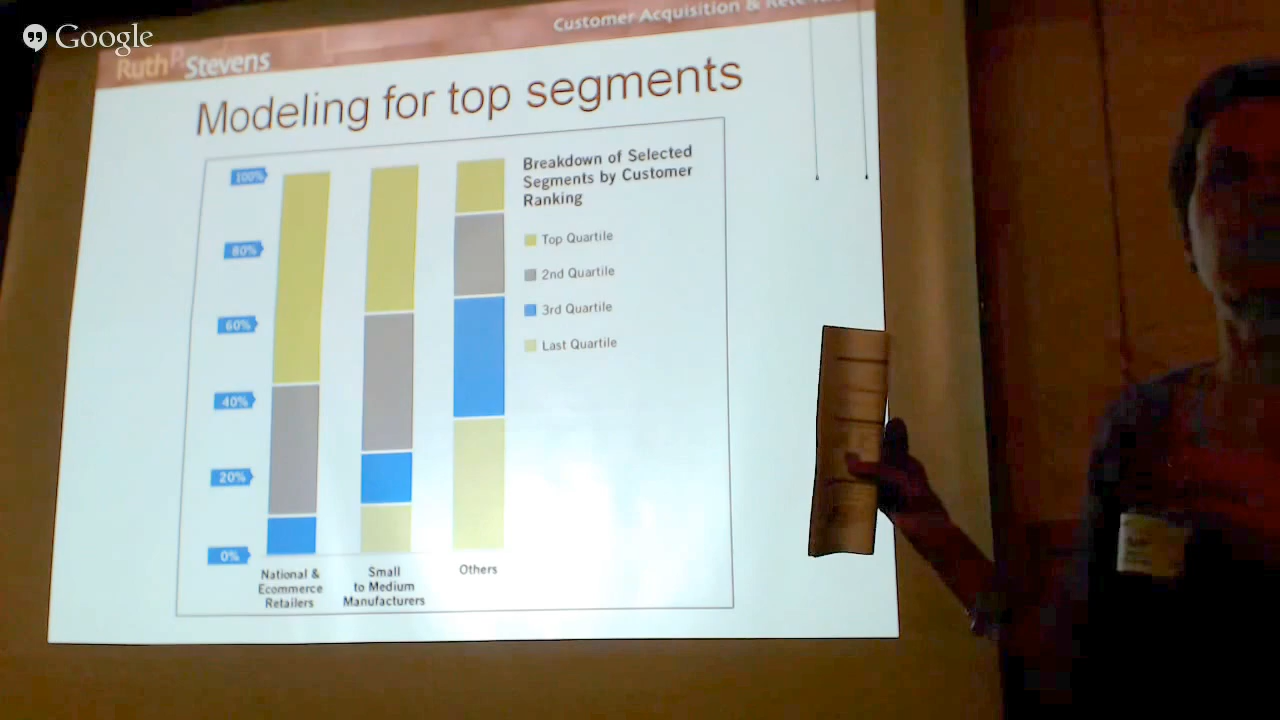 Google
Customer Acquisition &
Ruth P. Stevens
Modeling for top segments
Breakdown of Selected
Segments by Customer
Ranking
Top Quartile
2nd Quartile
3rd Quartile
Last Quartile
100%
80%
60%
40%
20%
0%
National &
Ecommerce
Retailers
Small
to Medium
Manufacturers
Others